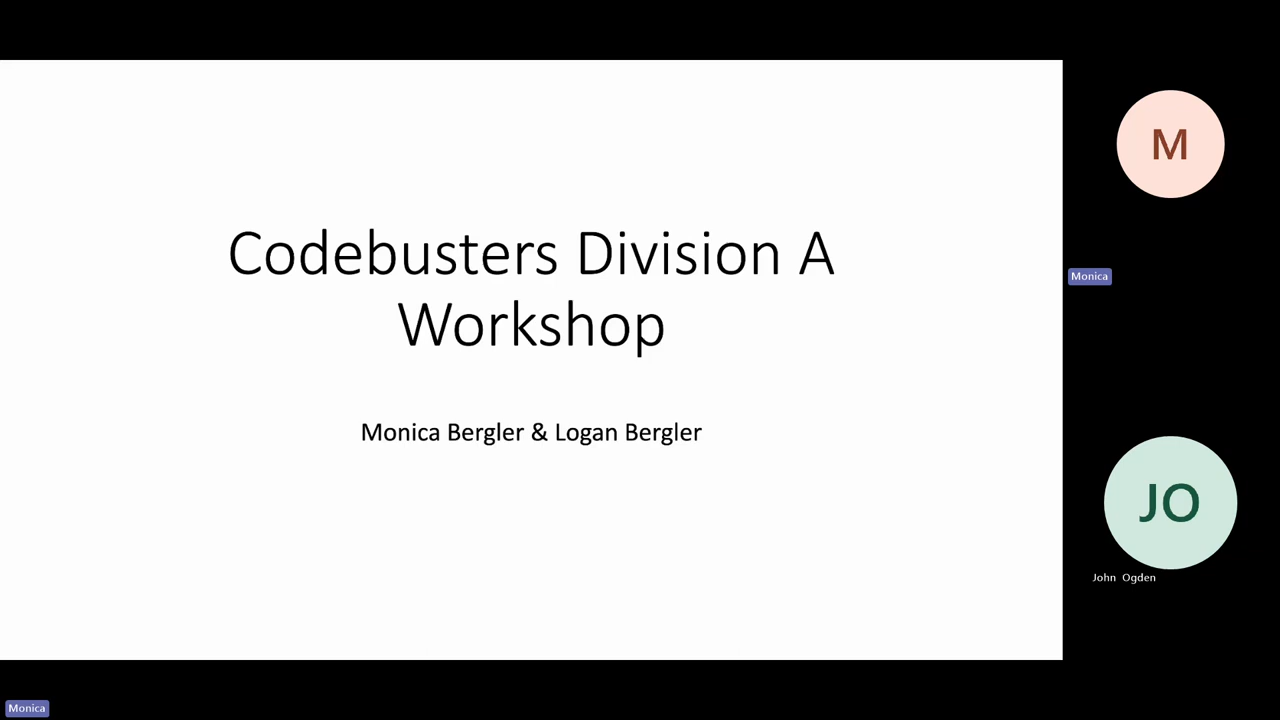 Codebusters Division A
Workshop
Monica Bergler & Logan Bergler
M
Monica
JO
John Ogden
Monica